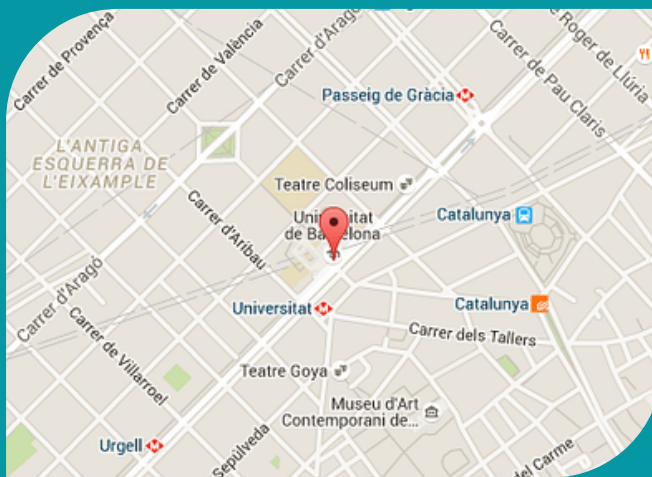 Carrer de Provença
Carrer de València
Carrer d'Aragó
de Roger de Llúria
Carrer de Pau Claris
Passeig de Gràcia
L'ANTIGA
ESQUERRA DE
L'EIXAMPLE
Teatre Coliseum
Carrer d'Aribau
Catalunya
Universitat
Carrer d'Aragó
Universitat
Catalunya
Carrer dels Tallers
Carrer de Villarroel
Teatre Goya
Museu d'Art
Contemporani de...
Urgell
Sepúlveda
del Carme